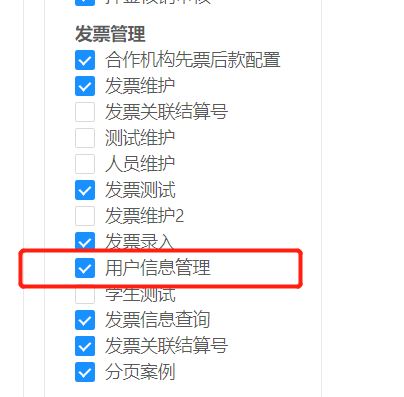 发票管理
合作机构先票后款配置
发票维护
发票关联结算号
测试维护
人员维护
发票测试
发票维护2
发票录入
用户信息管理
学生测试
发票信息查询
发票关联结算号
分页案例